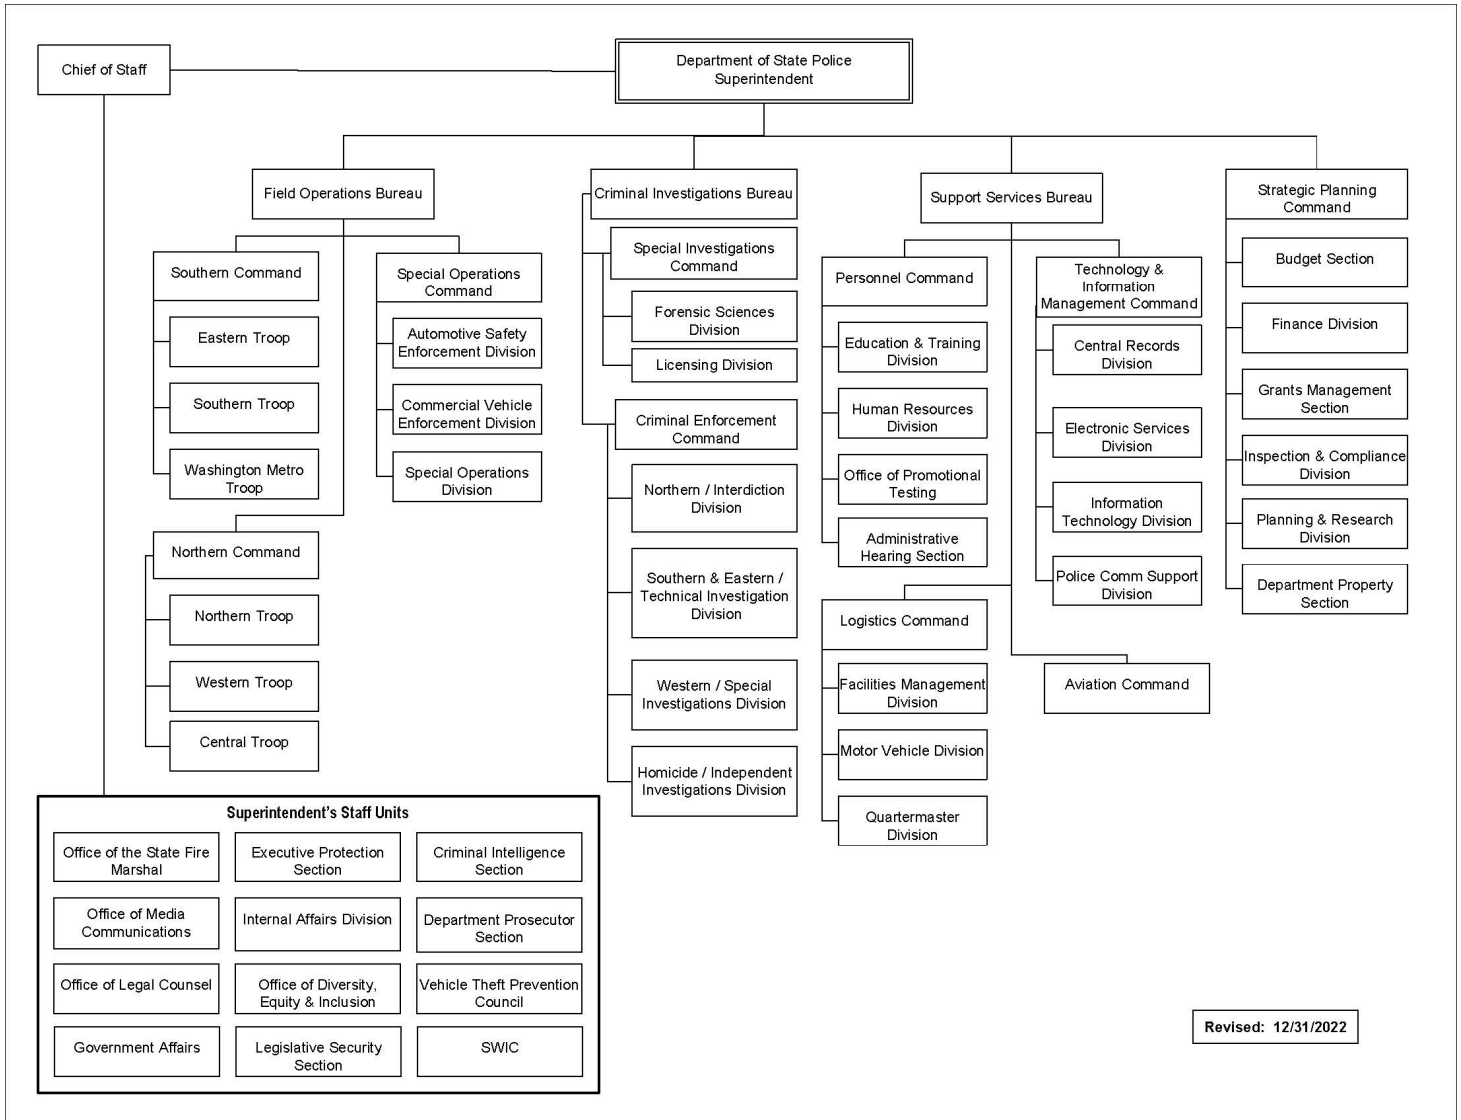 Chief of Staff
Department of State Police
Superintendent
Field Operations Bureau
Southern Command
Eastern Troop
Southern Troop
Washington Metro
Troop
Special Operations
Command
Automotive Safety
Enforcement Division
Commercial Vehicle
Enforcement Division
Special Operations
Division
Northern Command
Northern Troop
Western Troop
Central Troop
Criminal Investigations Bureau
Special Investigations
Command
Forensic Sciences
Division
Licensing Division
Criminal Enforcement
Command
Northern / Interdiction
Division
Southern & Eastern /
Technical Investigation
Division
Western / Special
Investigations Division
Homicide / Independent
Investigations Division
Support Services Bureau
Personnel Command
Education & Training
Division
Human Resources
Division
Office of Promotional
Testing
Administrative
Hearing Section
Technology &
Information
Management Command
Central Records
Division
Electronic Services
Division
Information
Technology Division
Police Comm Support
Division
Logistics Command
Facilities Management
Division
Motor Vehicle Division
Quartermaster
Division
Aviation Command
Strategic Planning
Command
Budget Section
Finance Division
Grants Management
Section
Inspection & Compliance
Division
Planning & Research
Division
Department Property
Section
Superintendent's Staff Units
Office of the State Fire
Marshal
Executive Protection
Section
Criminal Intelligence
Section
Office of Media
Communications
Internal Affairs Division
Department Prosecutor
Section
Office of Legal Counsel
Office of Diversity,
Equity & Inclusion
Vehicle Theft Prevention
Council
Government Affairs
Legislative Security
Section
SWIC
Revised: 12/31/2022